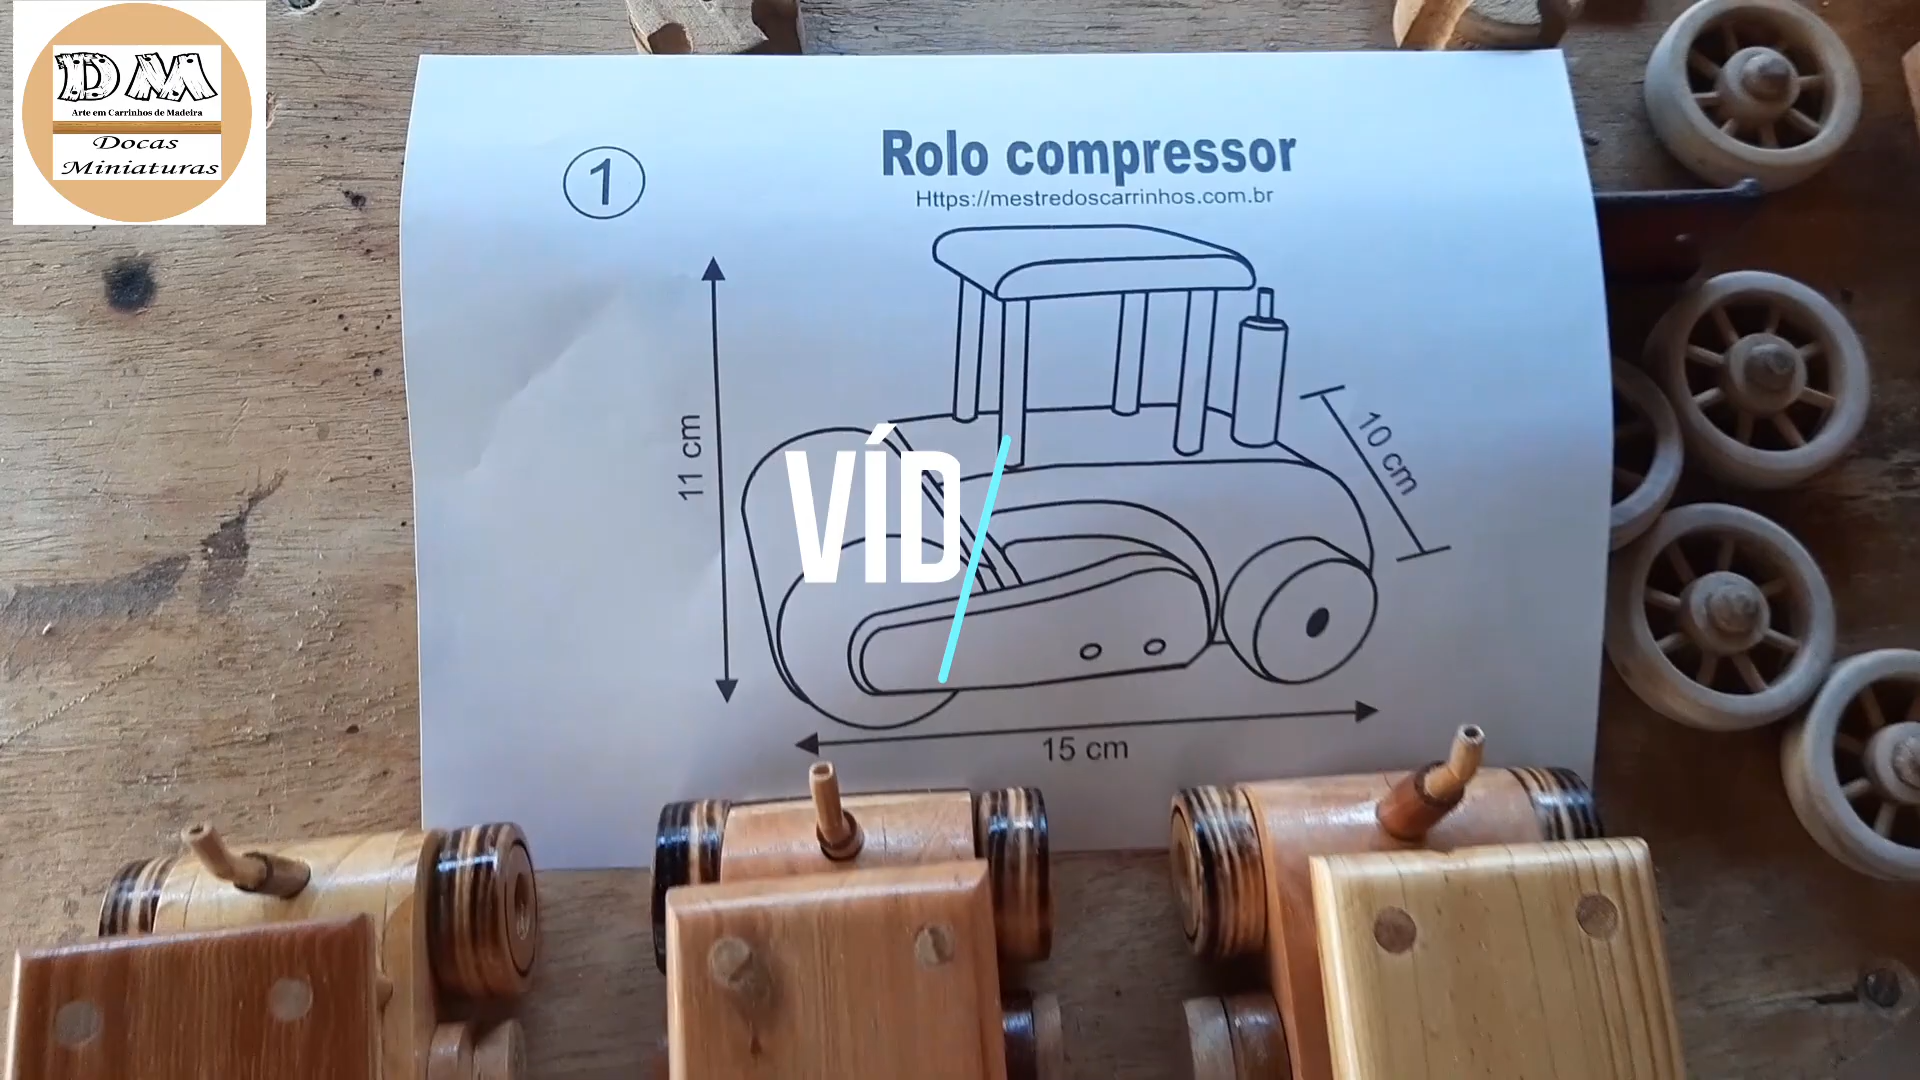 DM
Arte em Carrinhos de Madeira
Docas
Miniaturas
1
Rolo compressor
Https://mestredoscarrinhos.com.br
11 cm
10 cm
VÍD
15 cm